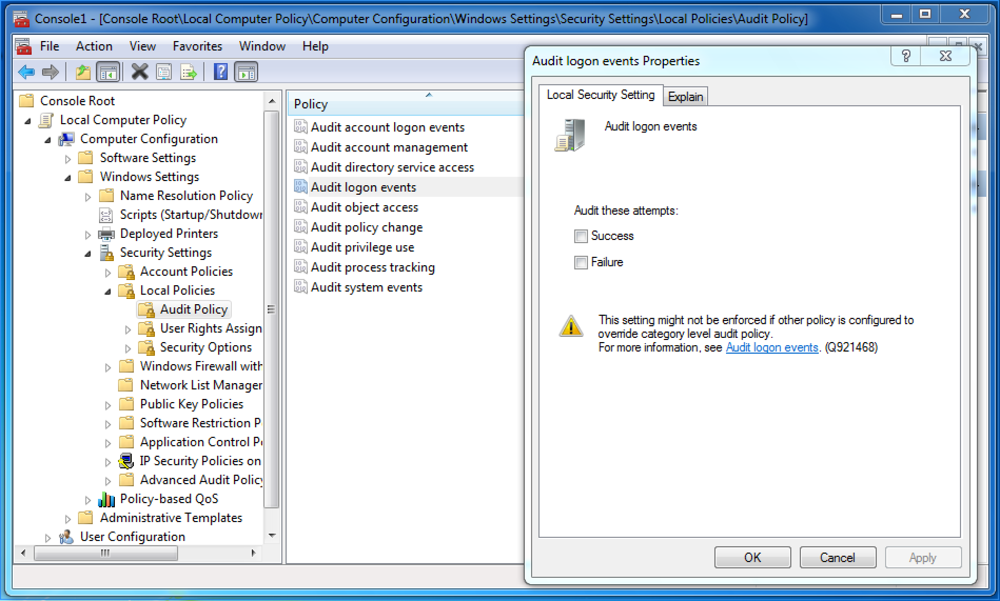 Console1 - [Console Root\Local Computer Policy\Computer Configuration\Windows Settings\Security Settings\Local Policies\Audit Policy]
File Action View Favorites Window Help
Console Root
Local Computer Policy
Computer Configuration
Software Settings
Windows Settings
Name Resolution Policy
Scripts (Startup/Shutdown
Deployed Printers
Security Settings
Account Policies
Local Policies
Audit Policy
User Rights Assign
Security Options
Windows Firewall with
Network List Manager
Public Key Policies
Software Restriction P
Application Control P
IP Security Policies on
Advanced Audit Policy
Policy-based QoS
Administrative Templates
User Configuration
Policy
Audit account logon events
Audit account management
Audit directory service access
Audit logon events
Audit object access
Audit policy change
Audit privilege use
Audit process tracking
Audit system events
Audit logon events Properties
Local Security Setting Explain
Audit logon events
Audit these attempts:
Success
Failure
This setting might not be enforced if other policy is configured to
override category level audit policy.
For more information, see Audit logon events. (Q921468)
OK Cancel Apply